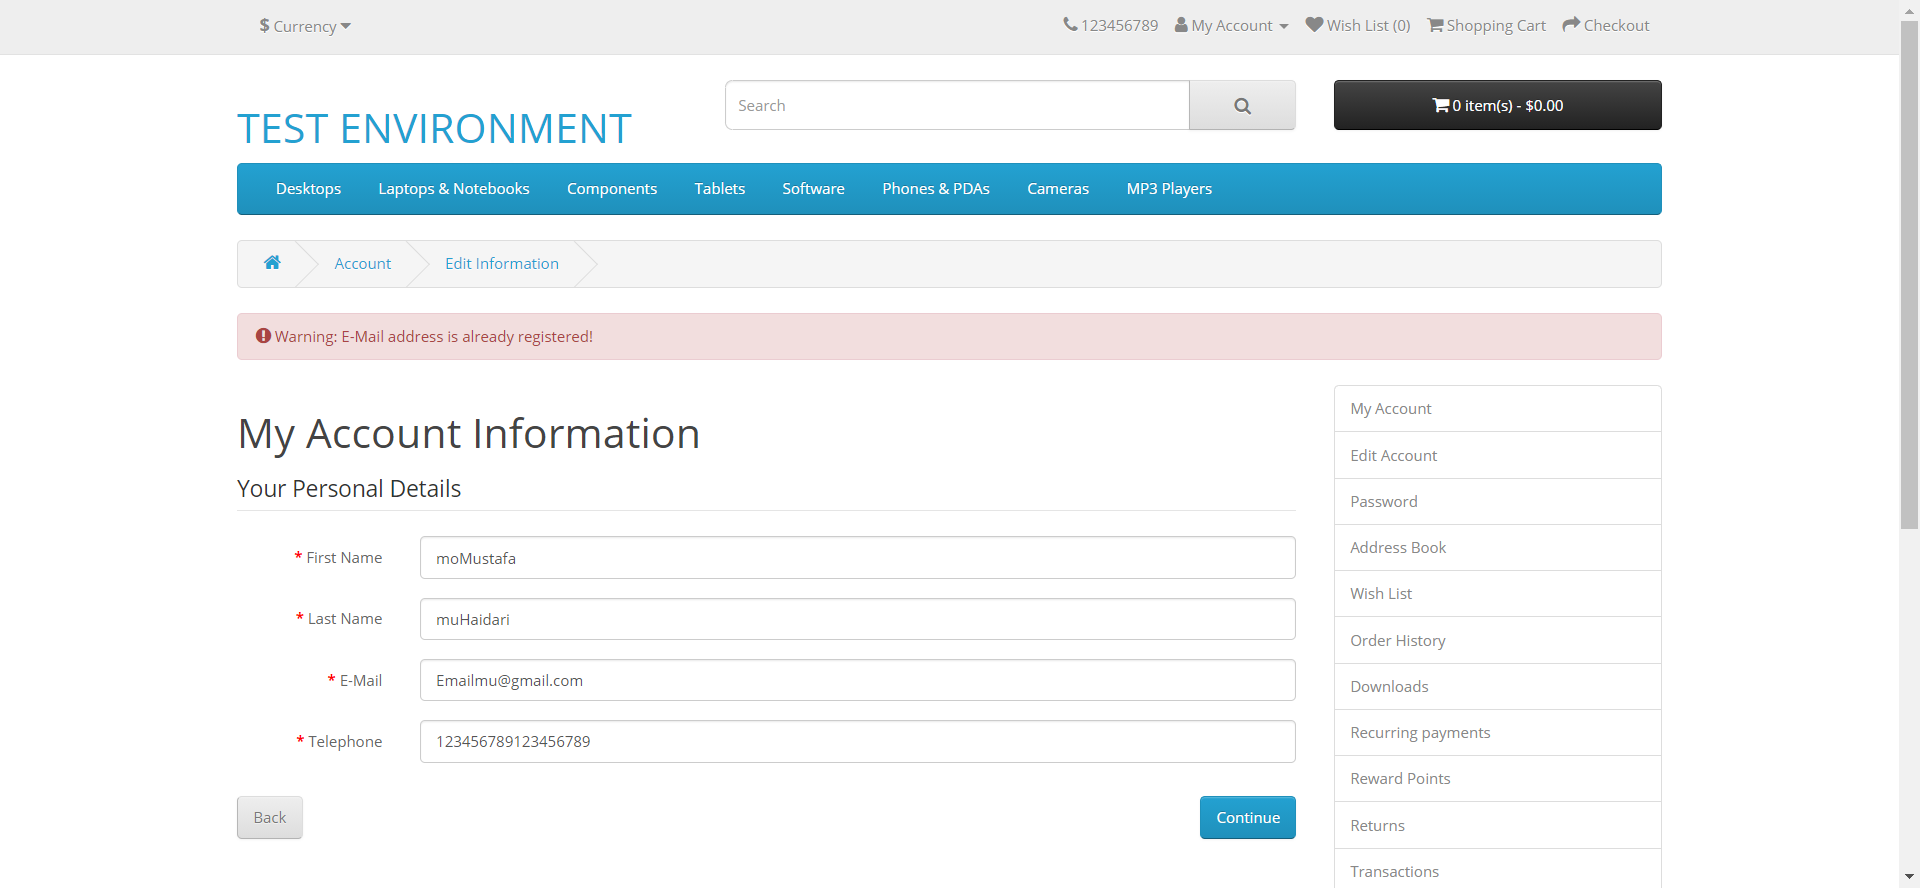 $ Currency
123456789 My Account Wish List (0) Shopping Cart Checkout
TEST ENVIRONMENT
Search
0 item(s) - $0.00
Desktops Laptops & Notebooks Components Tablets Software Phones & PDAs Cameras MP3 Players
Account Edit Information
Warning: E-Mail address is already registered!
My Account Information
Your Personal Details
* First Name moMustafa
* Last Name muHaidari
* E-Mail Emailmu@gmail.com
* Telephone 123456789123456789
Back Continue
My Account
Edit Account
Password
Address Book
Wish List
Order History
Downloads
Recurring payments
Reward Points
Returns
Transactions